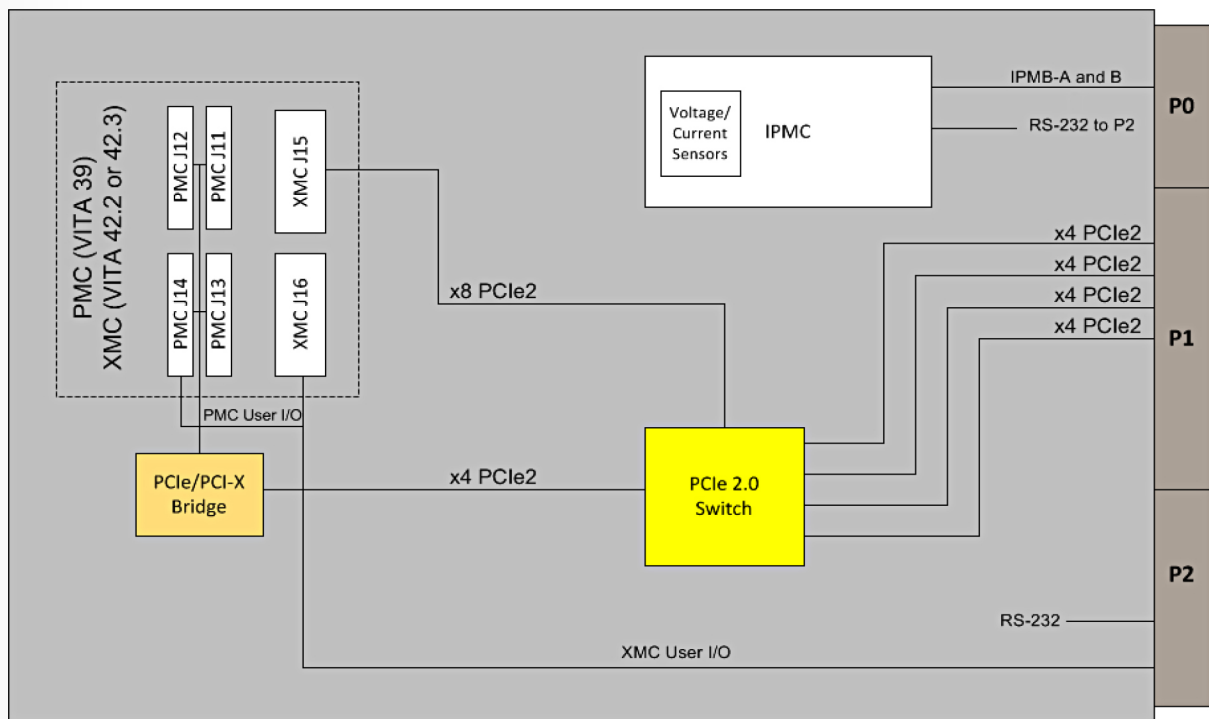 PMC (VITA 39)
XMC (VITA 42.2 or 42.3)
PMC J12
PMC J11
XMC J15
PMC J14
PMC J13
XMC J16
PMC User I/O
PCIe/PCI-X
Bridge
x8 PCIe2
x4 PCIe2
Voltage/
Current
Sensors
IPMC
IPMB-A and B
RS-232 to P2
x4 PCIe2
x4 PCIe2
x4 PCIe2
x4 PCIe2
PCIe 2.0
Switch
RS-232
XMC User I/O
P0
P1
P2